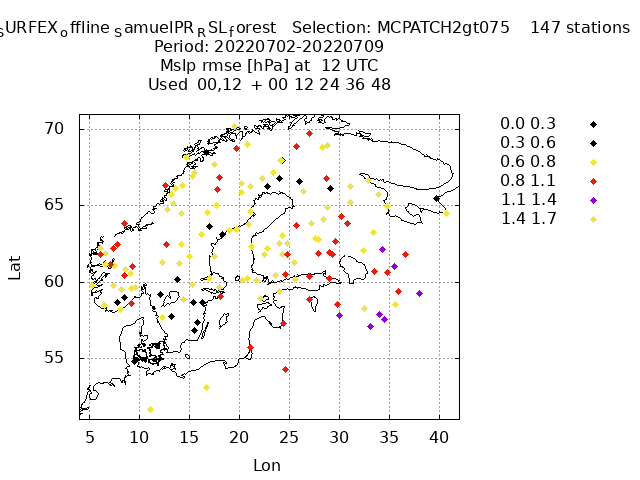 SURFEXoffline SamuelPRRSLforest Selection: MCPATCH2gt075 147 stations
Period: 20220702-20220709
Mslp rmse [hPa] at 12 UTC
Used 00,12 + 00 12 24 36 48
70
65
60
55
5 10 15 20 25 30 35 40
Lat
Lon
0.0 0.3
0.3 0.6
0.6 0.8
0.8 1.1
1.1 1.4
1.4 1.7